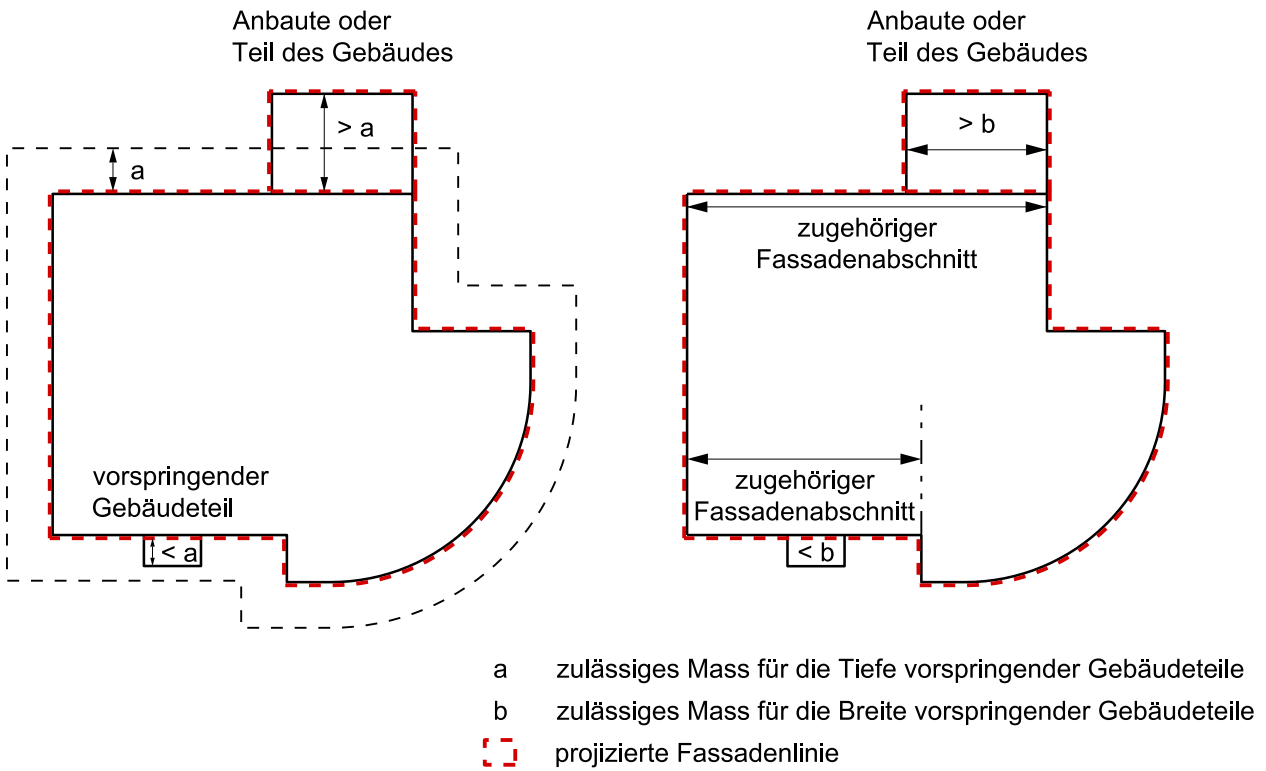 Anbaute oder
Teil des Gebäudes
> a
a
vorspringender
Gebäudeteil
< a
Anbaute oder
Teil des Gebäudes
> b
zugehöriger
Fassadenabschnitt
zugehöriger
Fassadenabschnitt
< b
a zulässiges Mass für die Tiefe vorspringender Gebäudeteile
b zulässiges Mass für die Breite vorspringender Gebäudeteile
projizierte Fassadenlinie